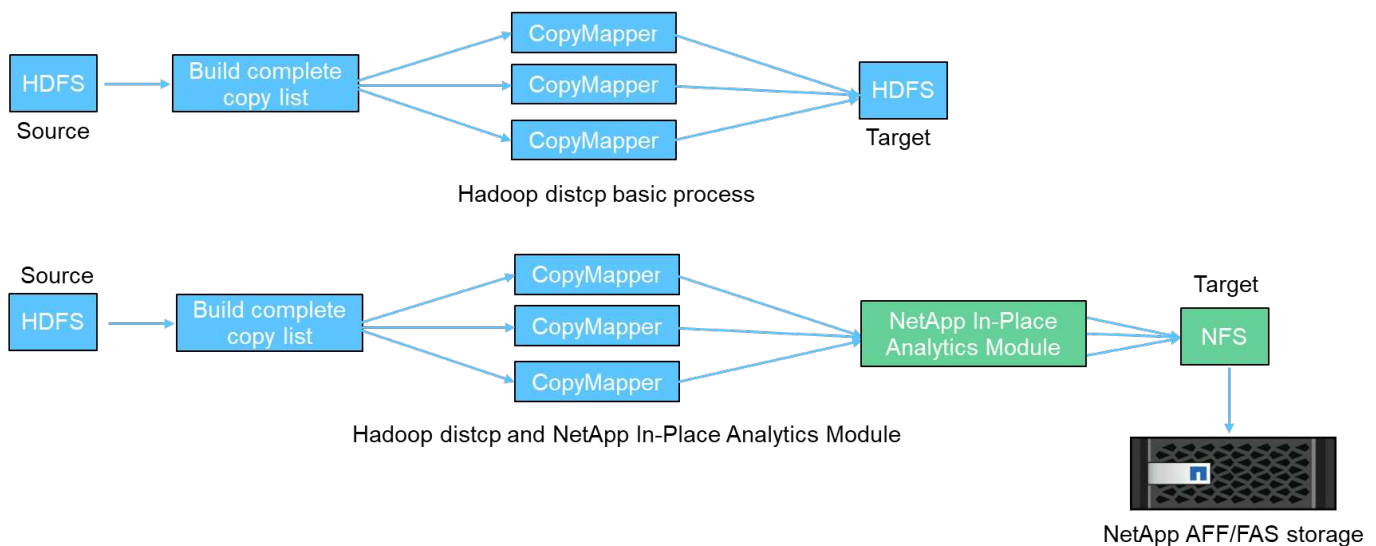 HDFS
Source
Build complete
copy list
CopyMapper
CopyMapper
CopyMapper
HDFS
Target
Hadoop distcp basic process
Source
HDFS
Build complete
copy list
CopyMapper
CopyMapper
CopyMapper
NetApp In-Place
Analytics Module
Target
NFS
Hadoop distcp and NetApp In-Place Analytics Module
NetApp AFF/FAS storage